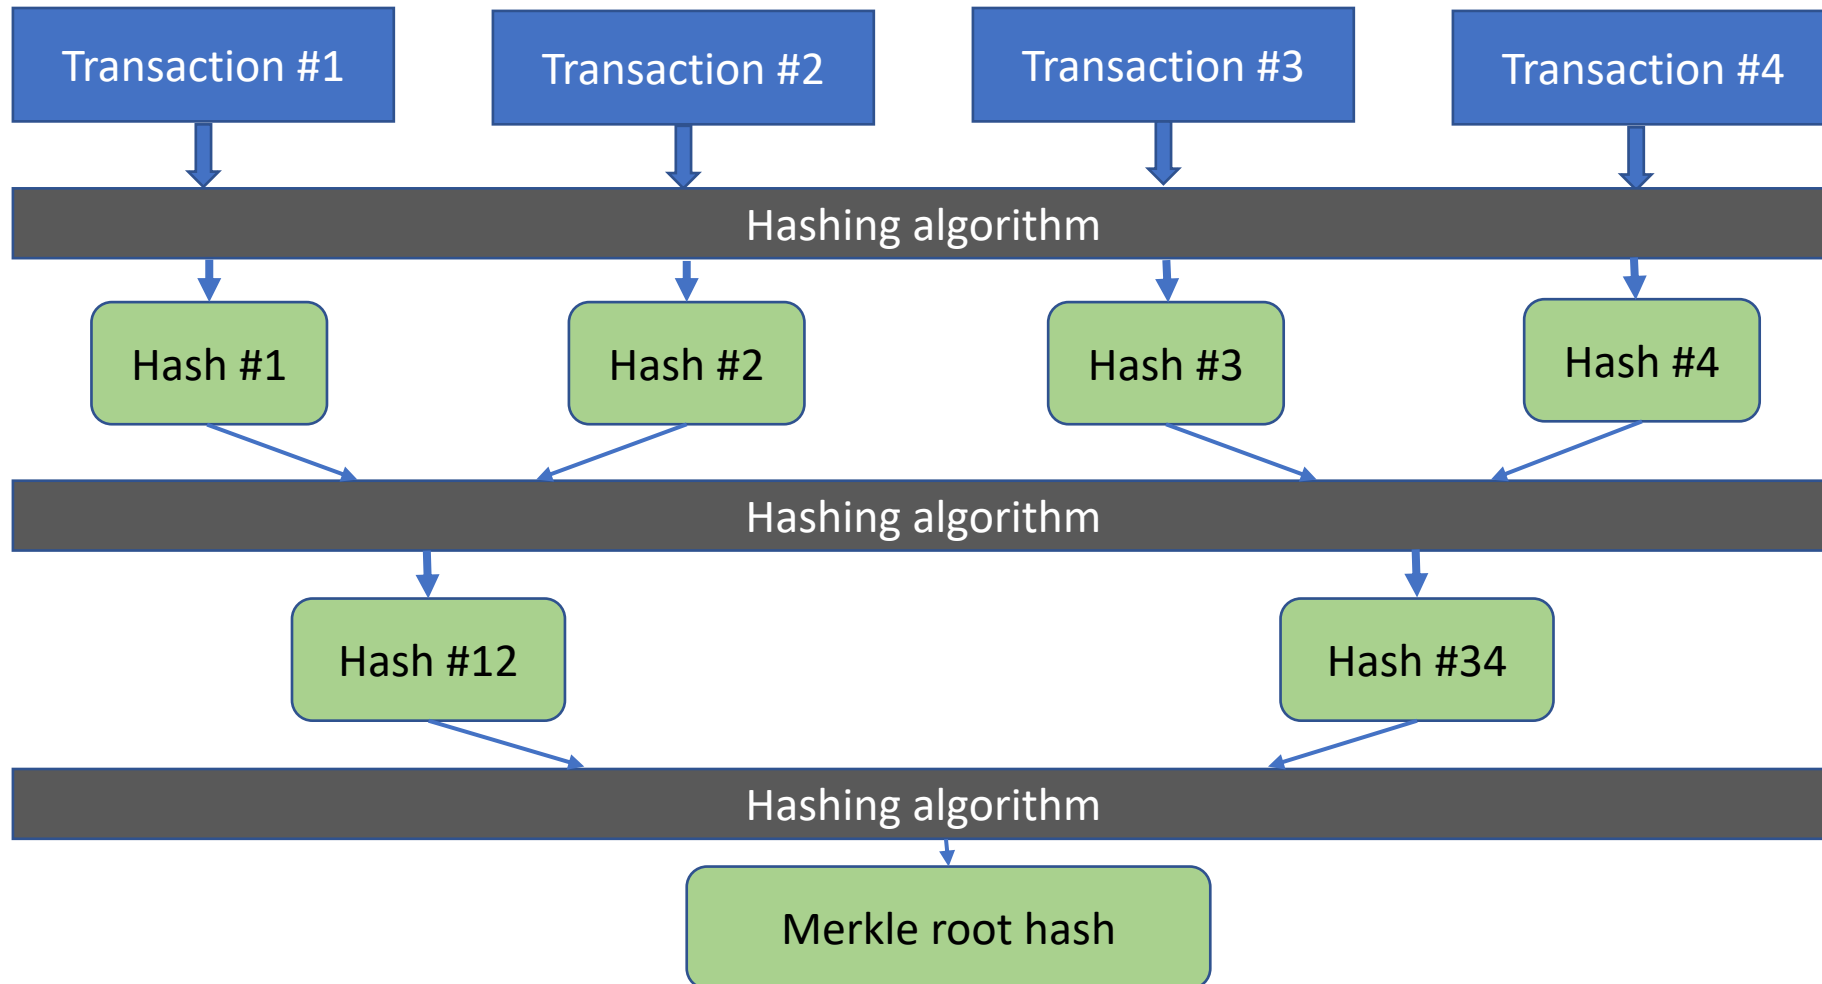 Transaction #1
Transaction #2
Transaction #3
Transaction #4
Hashing algorithm
Hash #1
Hash #2
Hash #3
Hash #4
Hashing algorithm
Hash #12
Hash #34
Hashing algorithm
Merkle root hash